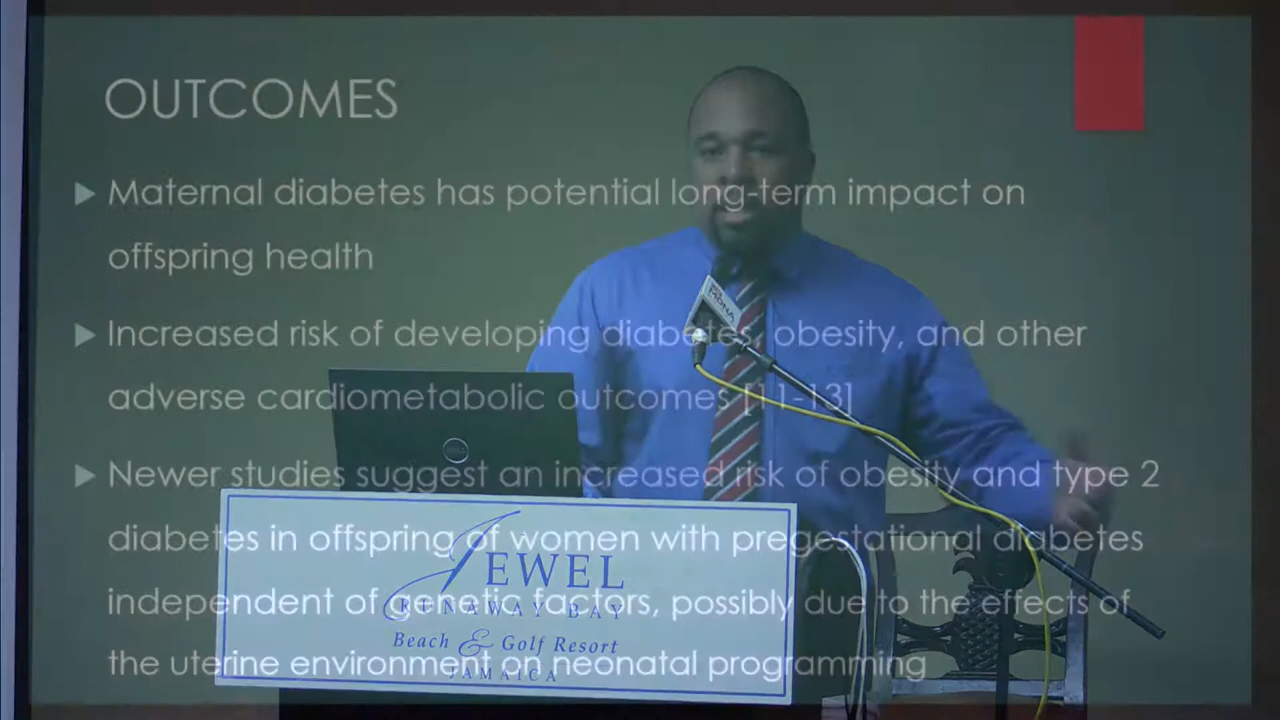 OUTCOMES
Maternal diabetes has potential long-term impact on
offspring health
Increased risk of developing diabetes, obesity, and other
adverse cardiometabolic outcomes [11-13]
Newer studies suggest an increased risk of obesity and type 2
diabetes in offspring of women with pregestational diabetes
independent of genetic factors, possibly due to the effects of
the uterine environment on neonatal programming
MONA
DELL
JEWEL
RUNAWAY BAY
Beach & Golf Resort
JAMAICA